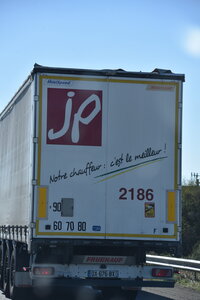 jp
Notre chauffeur : c'est le meilleur !
2186
90
60 70 80
FRUEHAUF